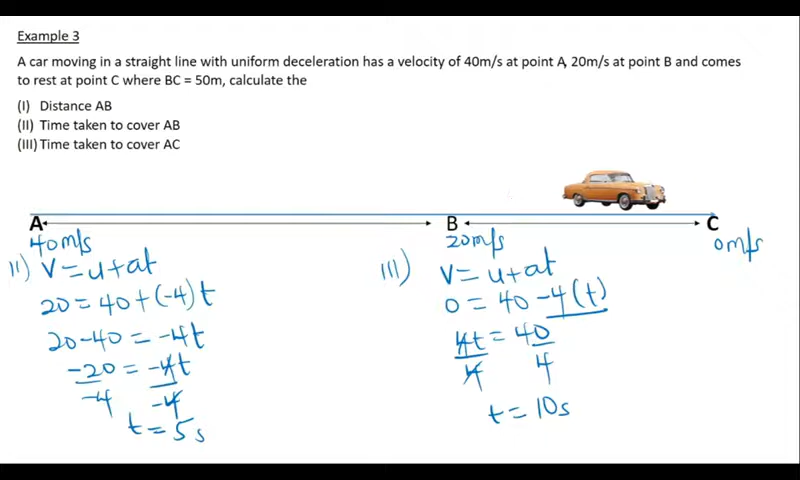 Example 3
A car moving in a straight line with uniform deceleration has a velocity of 40m/s at point A, 20m/s at point B and comes
to rest at point C where BC = 50m, calculate the
(I) Distance AB
(II) Time taken to cover AB
(III) Time taken to cover AC
A B C
40m/s 20m/s 0m/s
II) V=u+at
20=40+(-4)t
20-40=-4t
-20 = -4t
-4 -4
t=5s
III) V=u+at
0=40-4(t)
4t=40
4 4
t=10s